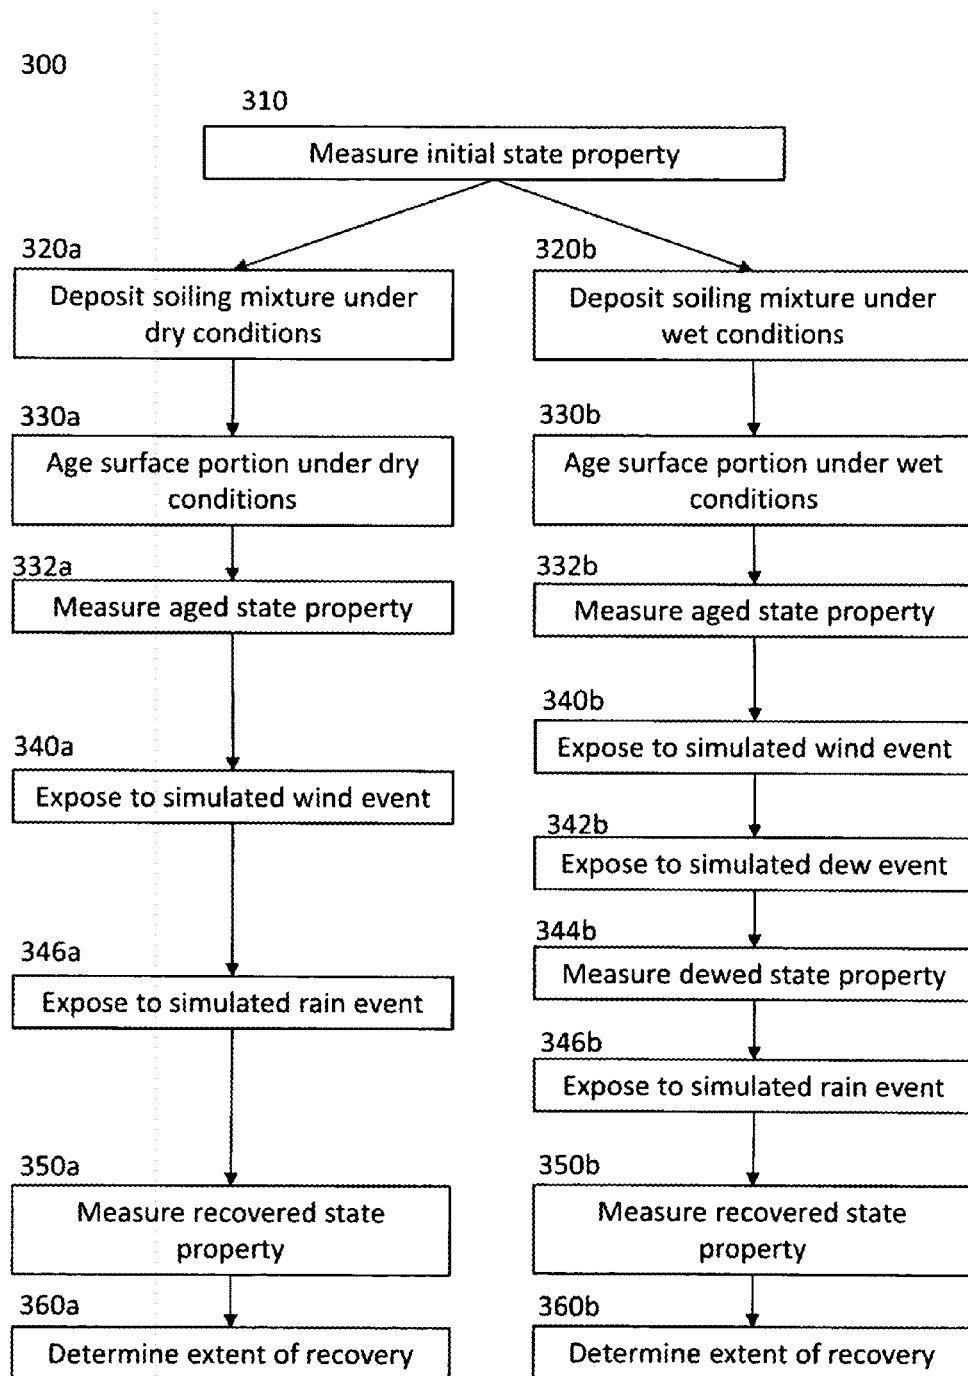 300
310
Measure initial state property
320a
Deposit soiling mixture under
dry conditions
330a
Age surface portion under dry
conditions
332a
Measure aged state property
340a
Expose to simulated wind event
346a
Expose to simulated rain event
350a
Measure recovered state
property
360a
Determine extent of recovery
320b
Deposit soiling mixture under
wet conditions
330b
Age surface portion under wet
conditions
332b
Measure aged state property
340b
Expose to simulated wind event
342b
Expose to simulated dew event
344b
Measure dewed state property
346b
Expose to simulated rain event
350b
Measure recovered state
property
360b
Determine extent of recovery